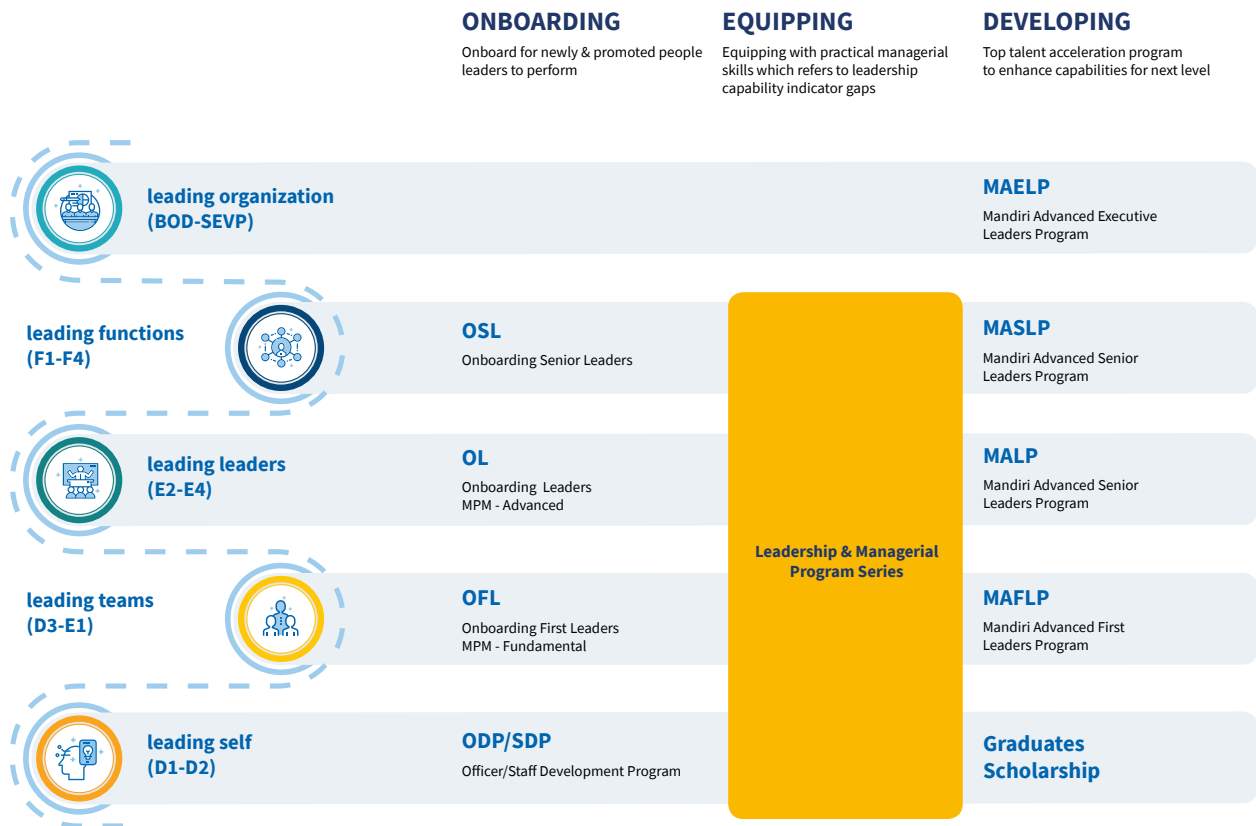 ONBOARDING
Onboard for newly & promoted people
leaders to perform
EQUIPPING
Equipping with practical managerial
skills which refers to leadership
capability indicator gaps
DEVELOPING
Top talent acceleration program
to enhance capabilities for next level
leading organization
(BOD-SEVP)
MAELP
Mandiri Advanced Executive
Leaders Program
leading functions
(F1-F4)
OSL
Onboarding Senior Leaders
MASLP
Mandiri Advanced Senior
Leaders Program
leading leaders
(E2-E4)
OL
Onboarding Leaders
MPM - Advanced
MALP
Mandiri Advanced Senior
Leaders Program
Leadership & Managerial
Program Series
leading teams
(D3-E1)
OFL
Onboarding First Leaders
MPM - Fundamental
MAFLP
Mandiri Advanced First
Leaders Program
leading self
(D1-D2)
ODP/SDP
Officer/Staff Development Program
Graduates
Scholarship